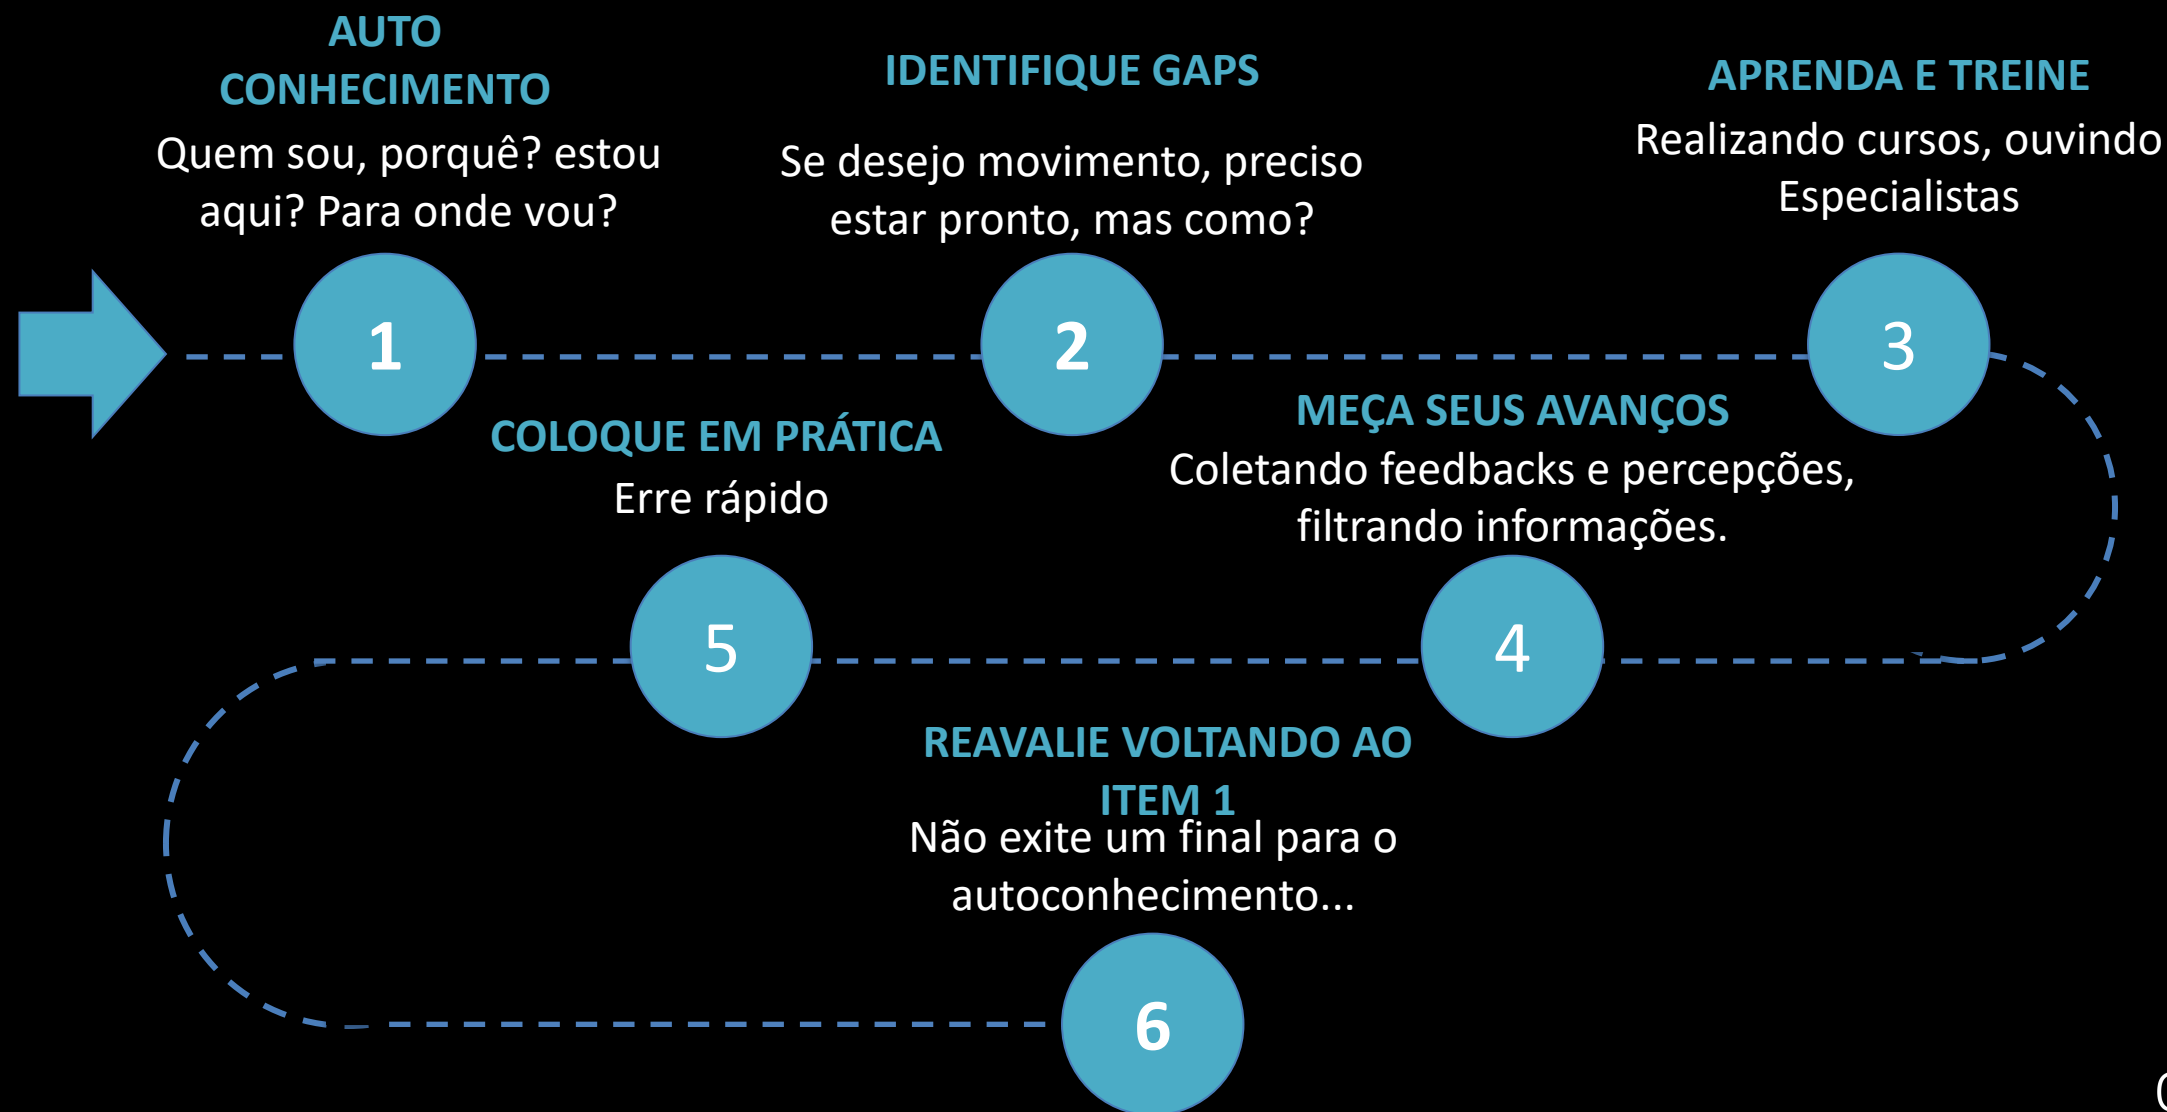 AUTO
CONHECIMENTO
Quem sou, porquê? estou
aqui? Para onde vou?
1
IDENTIFIQUE GAPS
Se desejo movimento, preciso
estar pronto, mas como?
2
APRENDA E TREINE
Realizando cursos, ouvindo
Especialistas
3
MEÇA SEUS AVANÇOS
Coletando feedbacks e percepções,
filtrando informações.
4
COLOQUE EM PRÁTICA
Erre rápido
5
REAVALIE VOLTANDO AO
ITEM 1
Não exite um final para o
autoconhecimento...
6